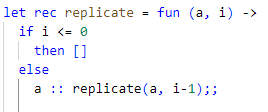 let rec replicate = fun (a, i) ->
  if i <= 0
    then []
  else
    a :: replicate(a, i-1);;